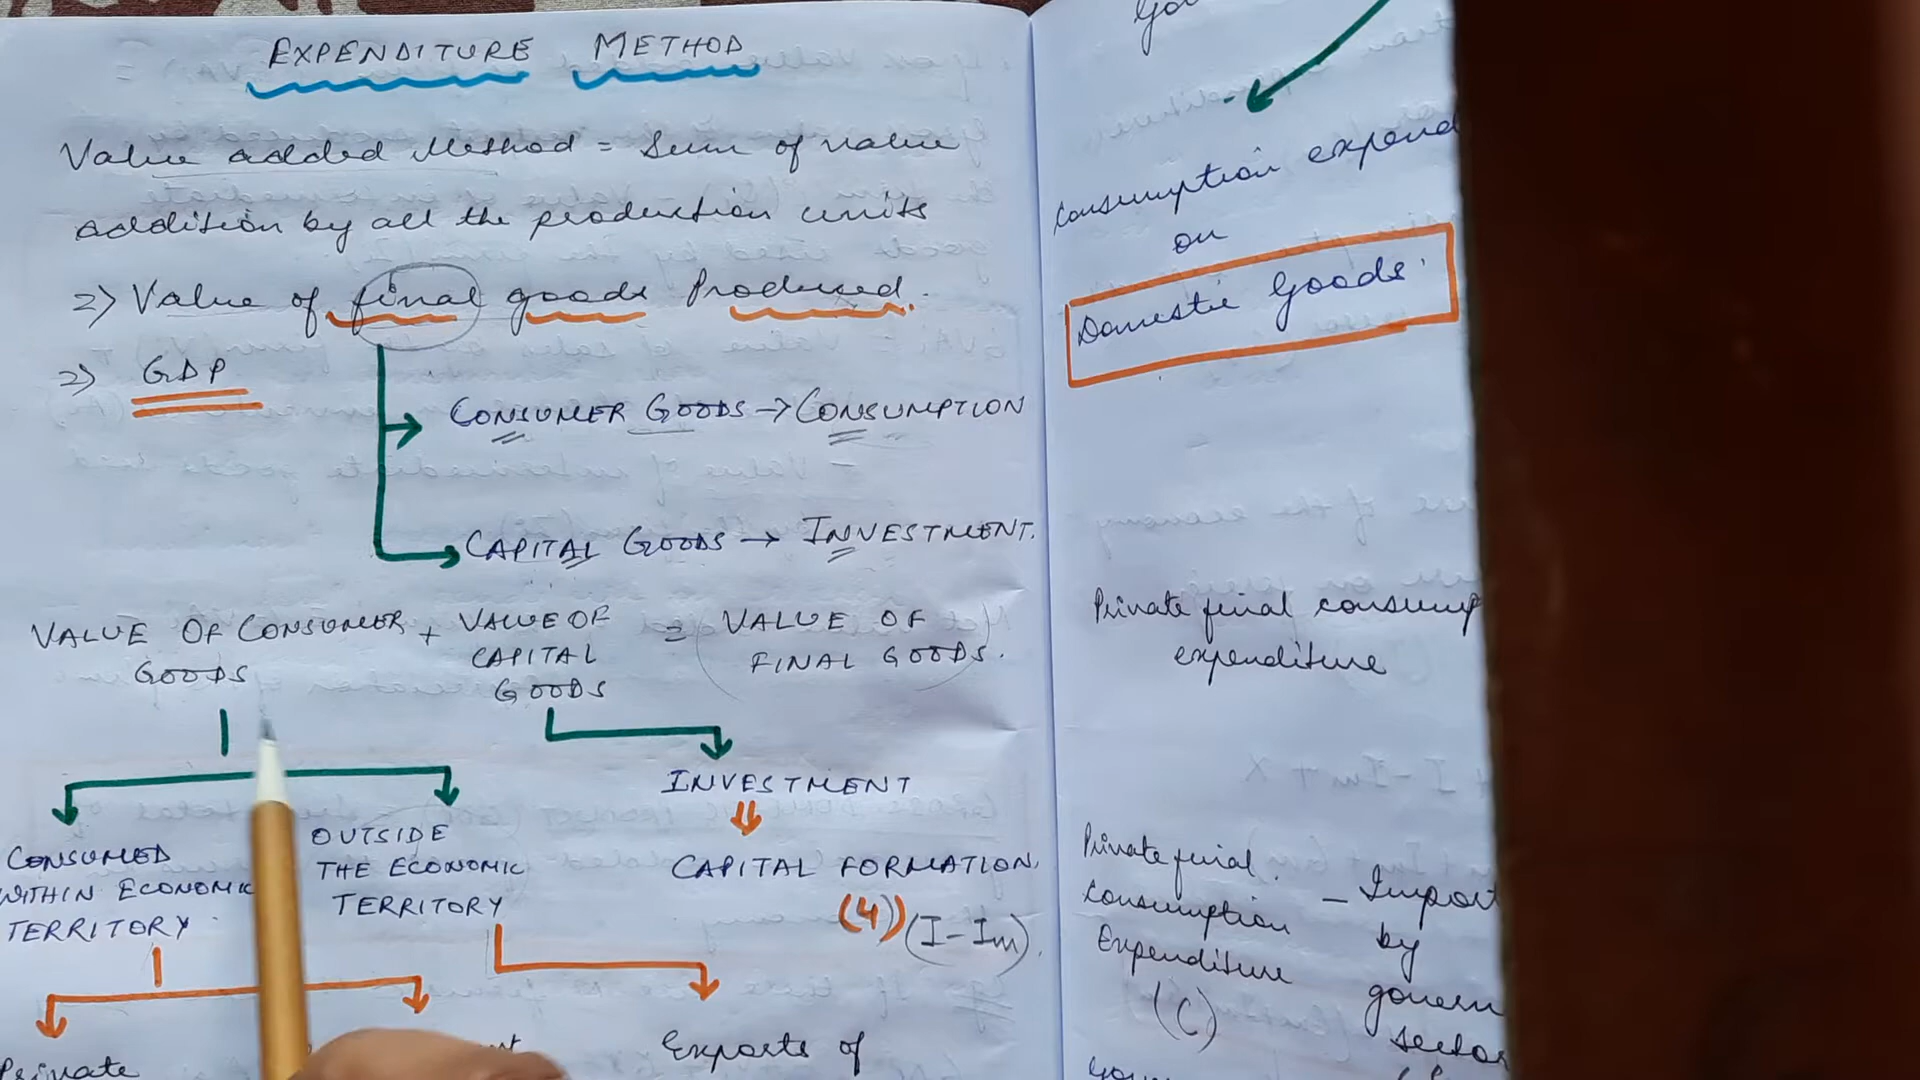 EXPENDITURE METHOD
Value added Method = Sum of value
addition by all the production units
=> Value of final goods Produced.
=> GDP
CONSUMER GOODS → CONSUMPTION
CAPITAL GOODS → INVESTMENT.
VALUE OF CONSUMER GOODS + VALUE OF CAPITAL GOODS = VALUE OF FINAL GOODS.
INVESTMENT
CAPITAL FORMATION.
(4) (I-Im).
CONSUMED
WITHIN ECONOMIC
TERRITORY
OUTSIDE
THE ECONOMIC
TERRITORY
Private
Exports of
Consumption expend
on
Domestic Goods.
Private final consump
expenditure
Private final
Consumption
Expenditure
(C)
- Import
by
govern
sector